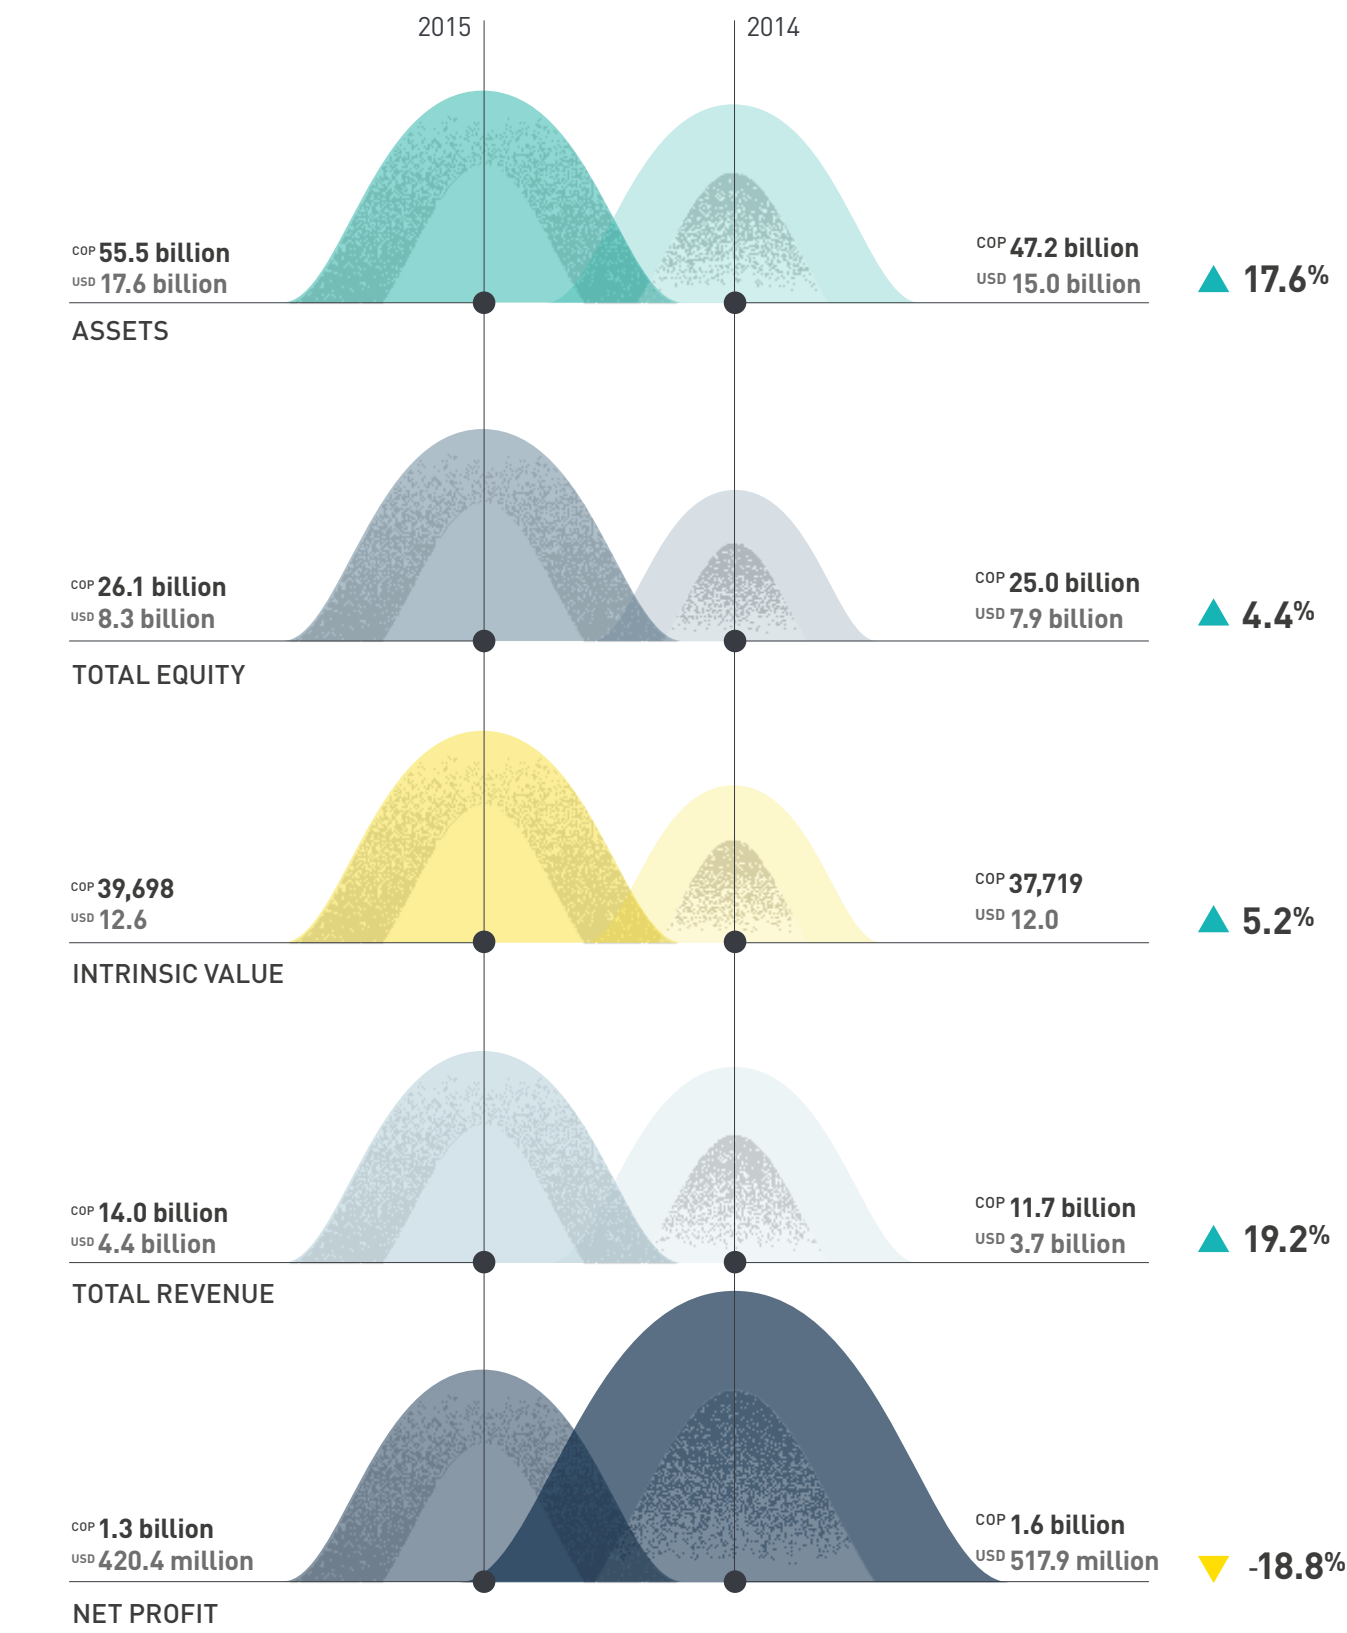 2015 2014
COP 55.5 billion COP 47.2 billion
USD 17.6 billion USD 15.0 billion 17.6%
ASSETS
COP 26.1 billion COP 25.0 billion
USD 8.3 billion USD 7.9 billion 4.4%
TOTAL EQUITY
COP 39,698 COP 37,719
USD 12.6 USD 12.0 5.2%
INTRINSIC VALUE
COP 14.0 billion COP 11.7 billion
USD 4.4 billion USD 3.7 billion 19.2%
TOTAL REVENUE
COP 1.3 billion COP 1.6 billion
USD 420.4 million USD 517.9 million -18.8%
NET PROFIT